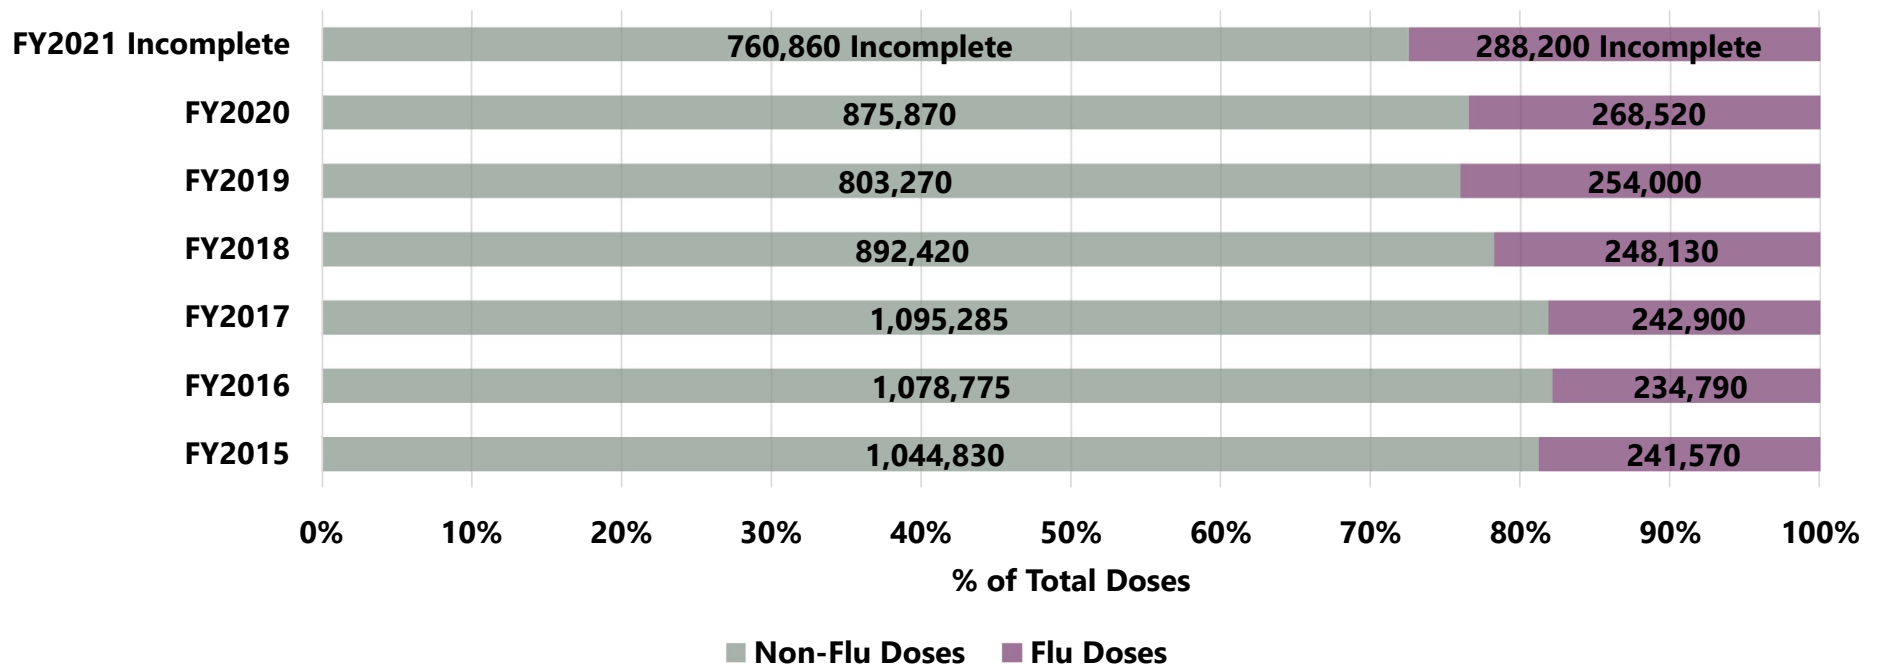 FY2021 Incomplete 760,860 Incomplete 288,200 Incomplete
FY2020 875,870 268,520
FY2019 803,270 254,000
FY2018 892,420 248,130
FY2017 1,095,285 242,900
FY2016 1,078,775 234,790
FY2015 1,044,830 241,570
0% 10% 20% 30% 40% 50% 60% 70% 80% 90% 100%
% of Total Doses
Non-Flu Doses Flu Doses